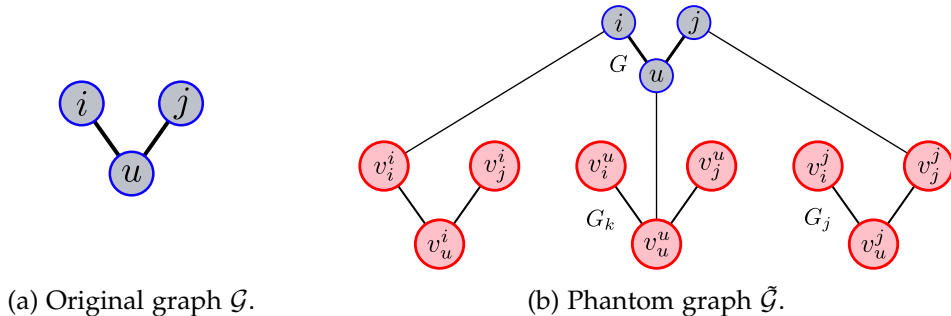 i j
G
u
i j
u
v_i^i v_j^i v_i^u v_j^u v_i^j v_j^j
G_k G_j
v_u^i v_u^u v_u^j
(a) Original graph 𝒢.
(b) Phantom graph 𝒢̃.